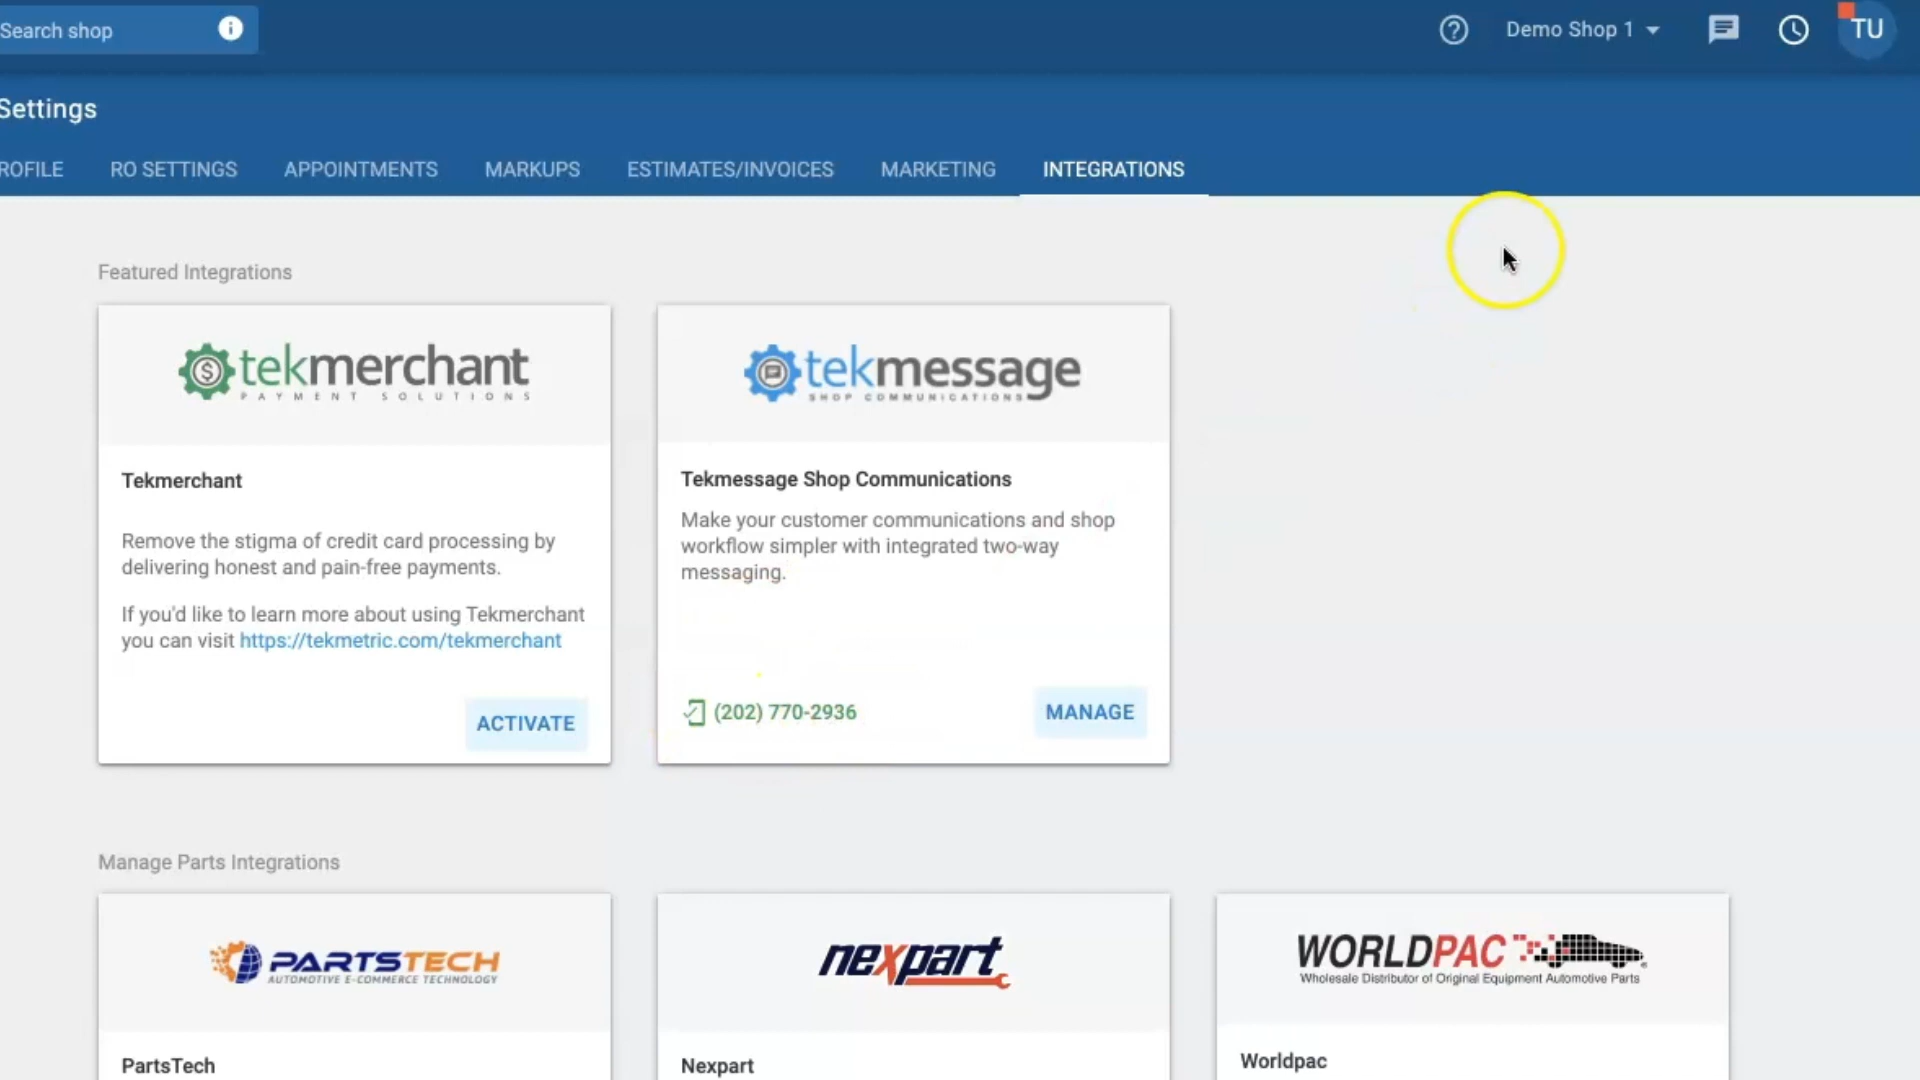 Search shop
Demo Shop 1
TU
Settings
ROFILE
RO SETTINGS
APPOINTMENTS
MARKUPS
ESTIMATES/INVOICES
MARKETING
INTEGRATIONS
Featured Integrations
tekmerchant
PAYMENT SOLUTIONS
Tekmerchant
Remove the stigma of credit card processing by
delivering honest and pain-free payments.
If you'd like to learn more about using Tekmerchant
you can visit https://tekmetric.com/tekmerchant
ACTIVATE
tekmessage
SHOP COMMUNICATIONS
Tekmessage Shop Communications
Make your customer communications and shop
workflow simpler with integrated two-way
messaging.
(202) 770-2936
MANAGE
Manage Parts Integrations
PARTSTECH
AUTOMOTIVE E-COMMERCE TECHNOLOGY
PartsTech
nexpart
Nexpart
WORLDPAC
Wholesale Distributor of Original Equipment Automotive Parts
Worldpac